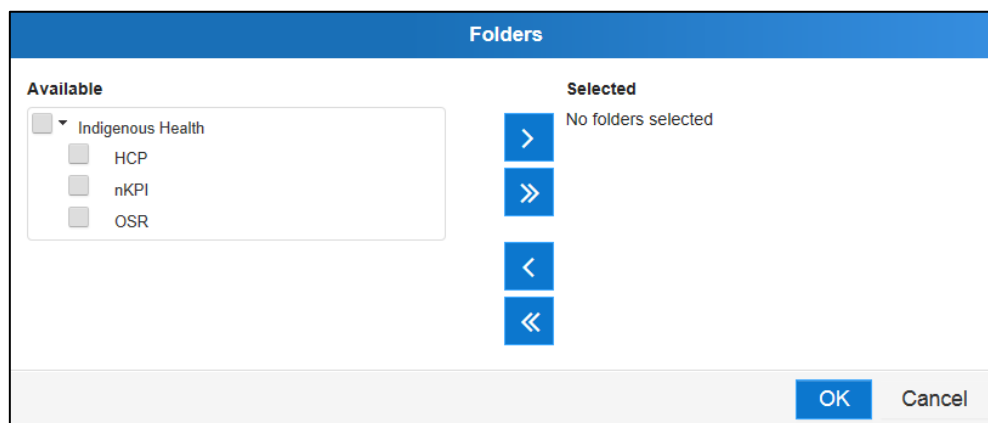 Folders
Available
Indigenous Health
HCP
nKPI
OSR
Selected
No folders selected
OK
Cancel